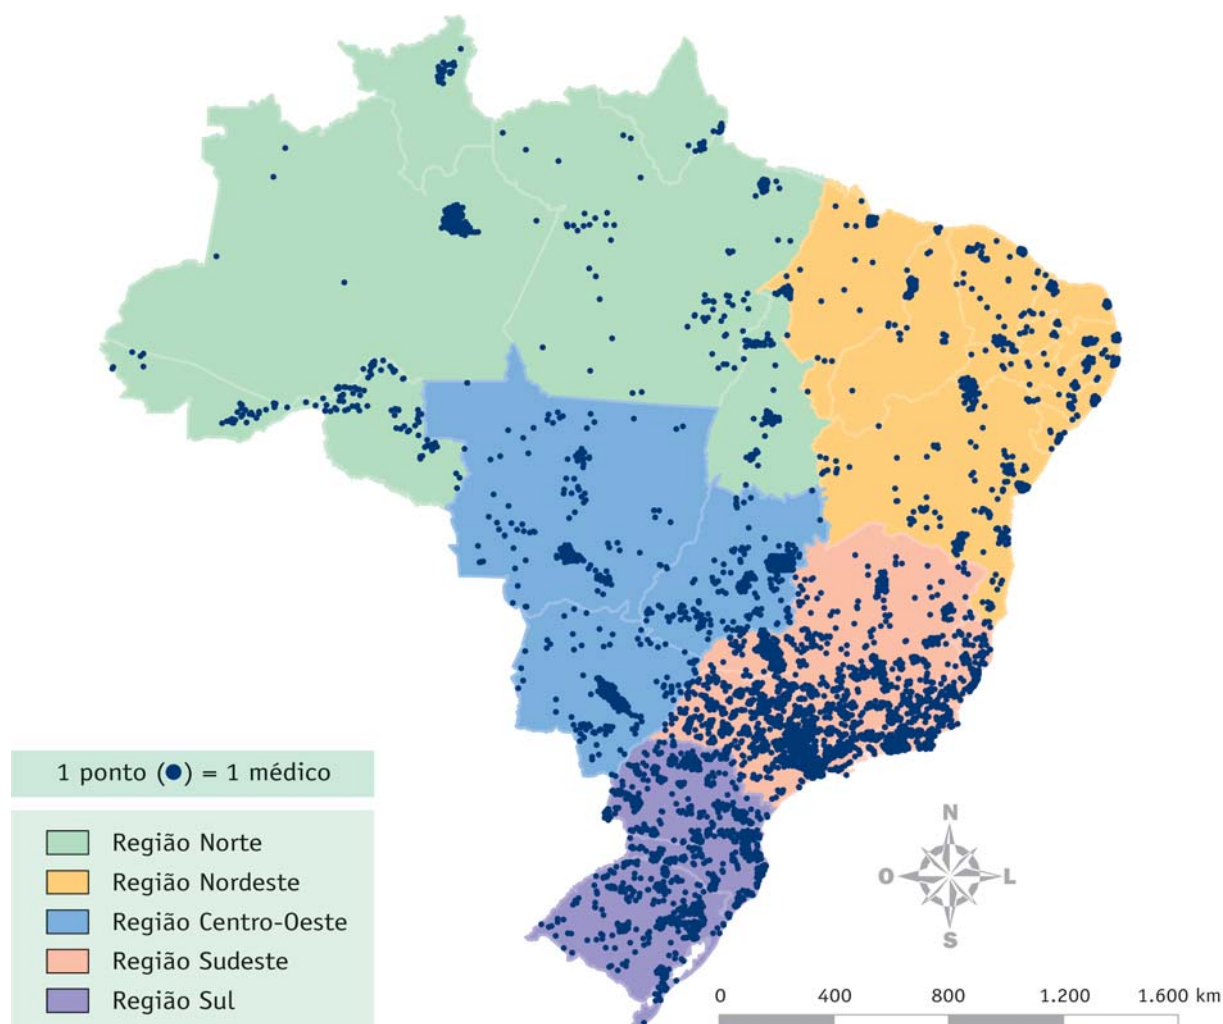 1 ponto (●) = 1 médico
Região Norte
Região Nordeste
Região Centro-Oeste
Região Sudeste
Região Sul
N
O
L
S
0 400 800 1.200 1.600 km